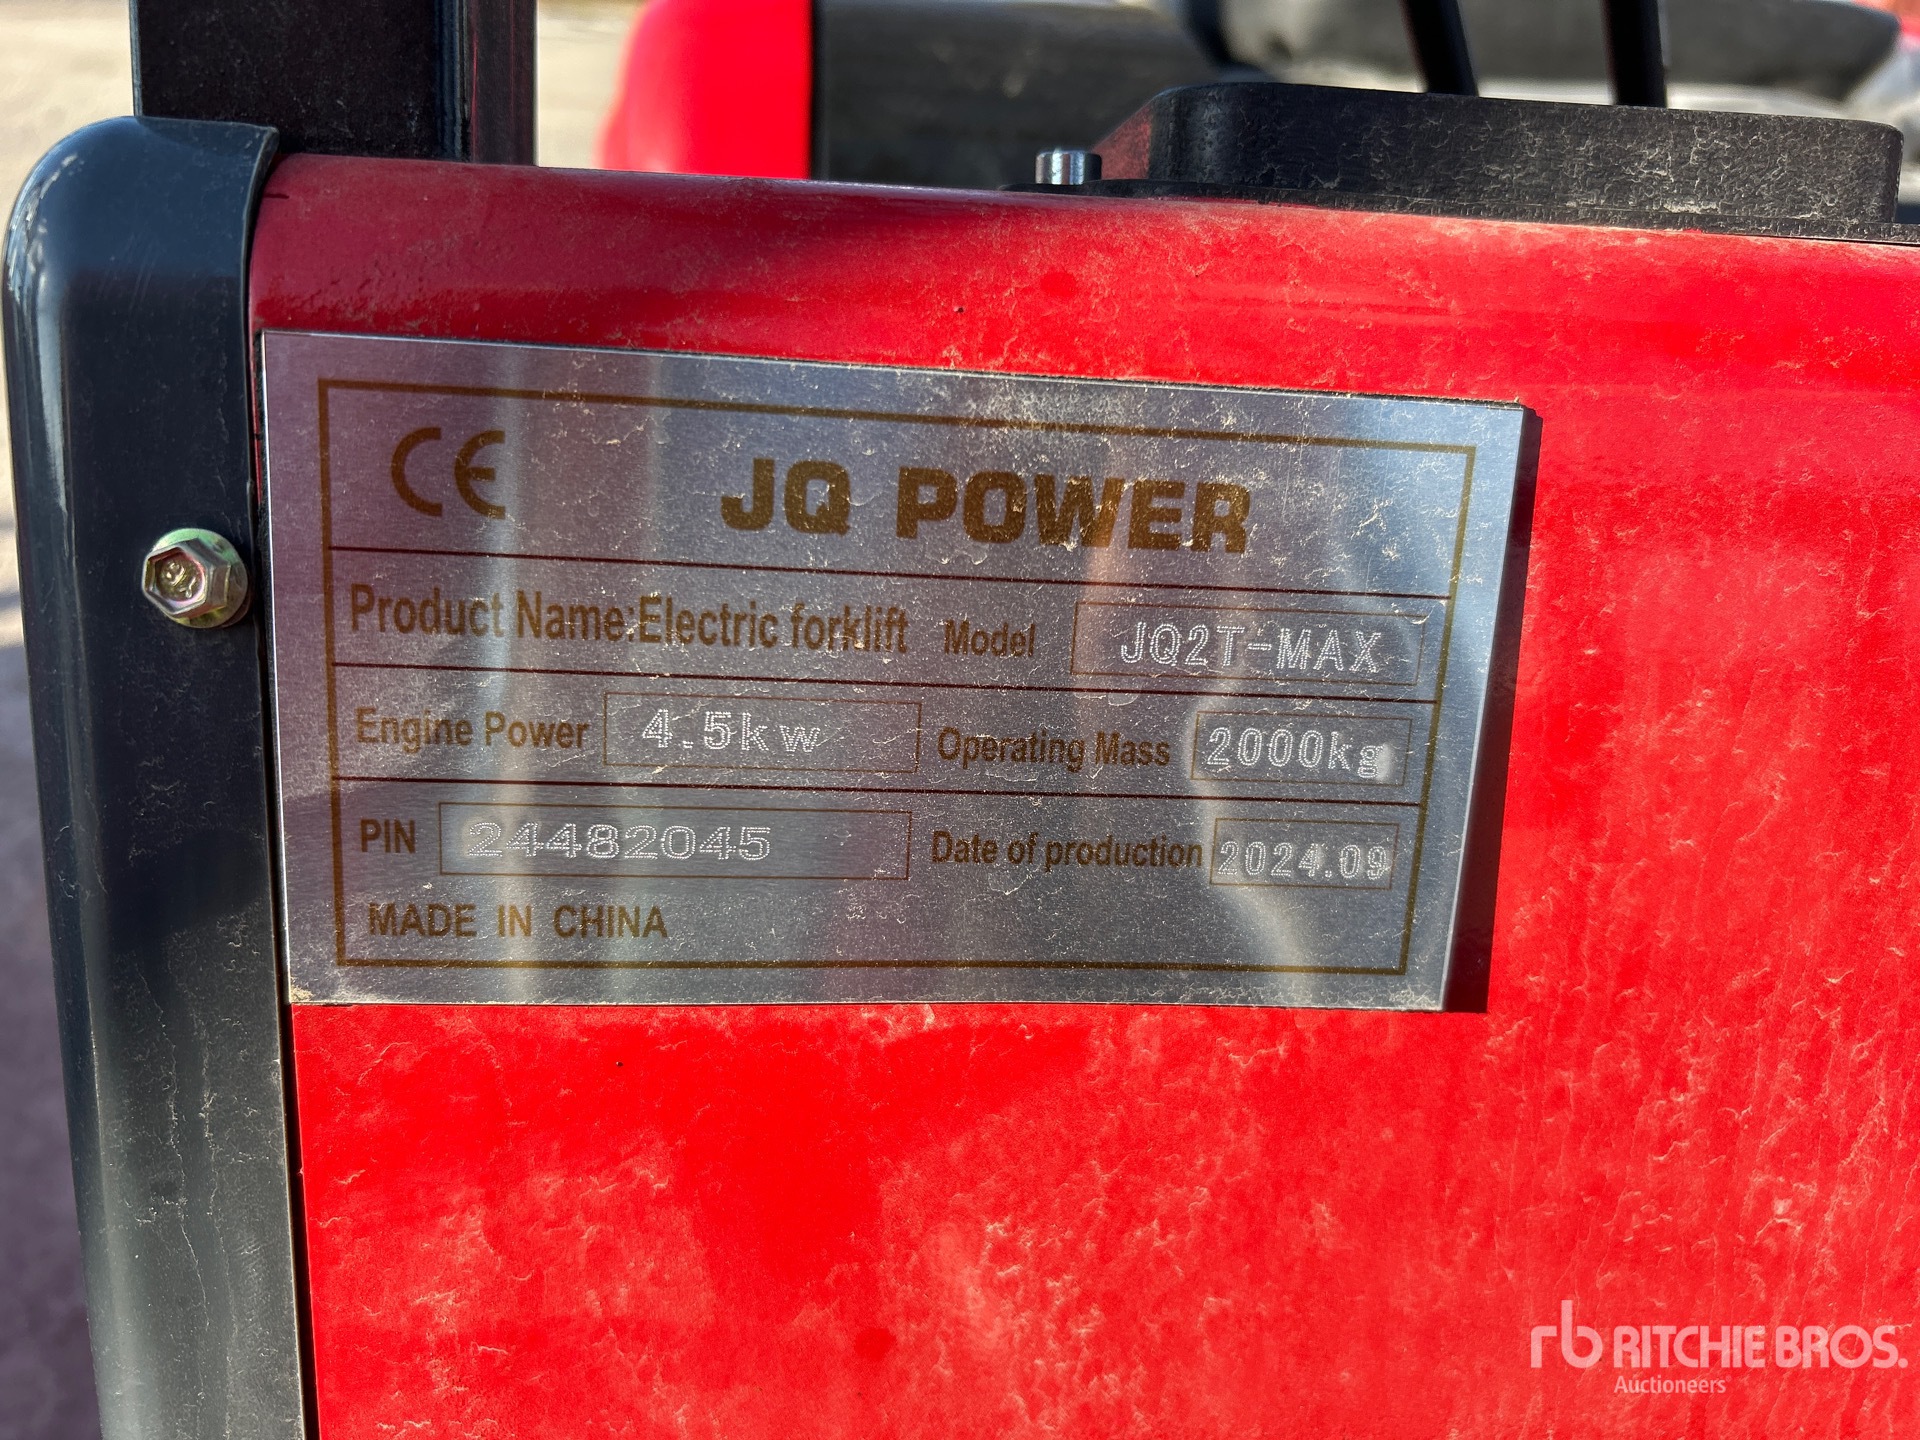 CE JQ POWER
Product Name:Electric forklift Model JQ2T-MAX
Engine Power 4.5kw Operating Mass 2000kg
PIN 24482045 Date of production 2024.09
MADE IN CHINA
rb RITCHIE BROS.
Auctioneers